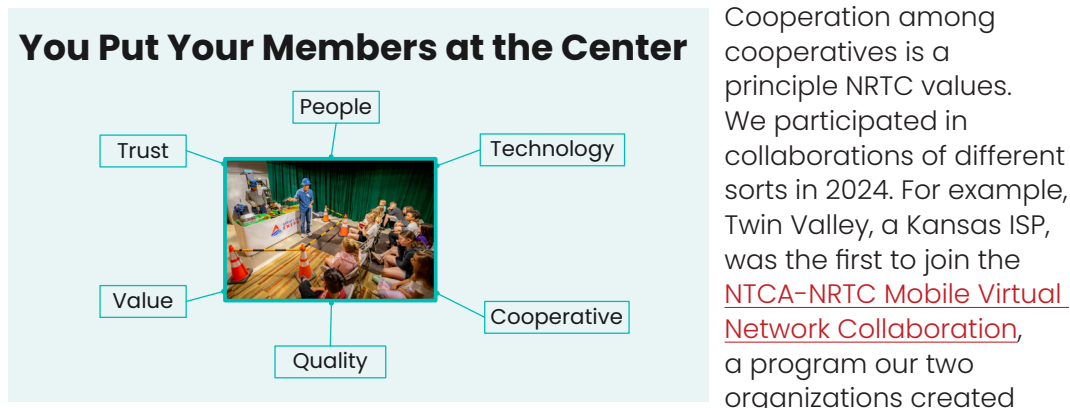 You Put Your Members at the Center
People
Trust
Technology
Value
Cooperative
Quality
Cooperation among
cooperatives is a
principle NRTC values.
We participated in
collaborations of different
sorts in 2024. For example,
Twin Valley, a Kansas ISP,
was the first to join the
NTCA-NRTC Mobile Virtual
Network Collaboration,
a program our two
organizations created